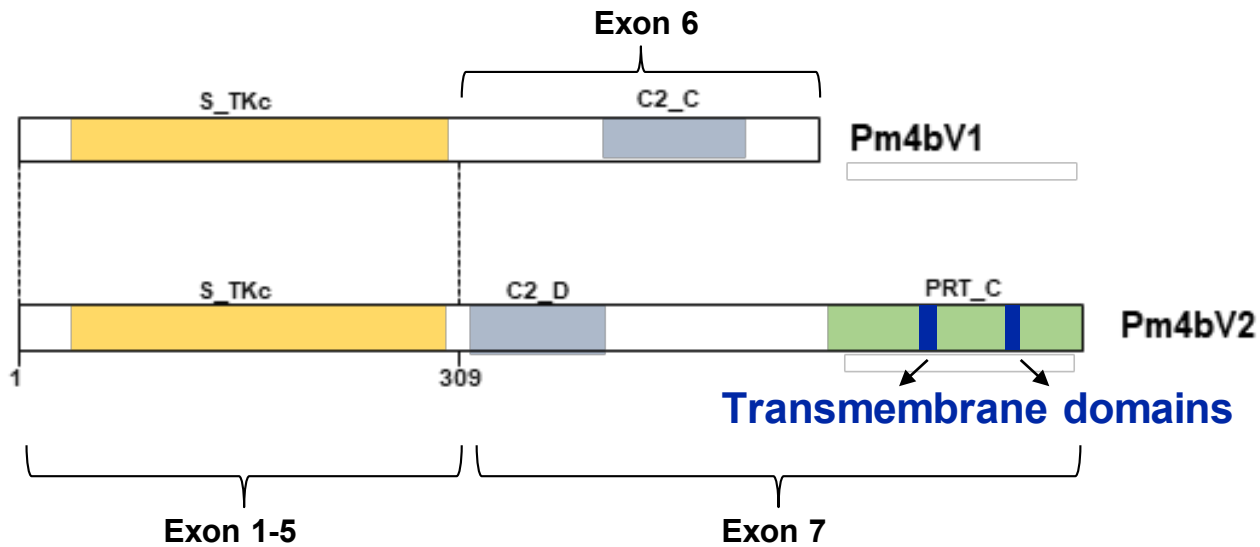 Exon 6
S_TKc
C2_C
Pm4bV1
S_TKc
C2_D
PRT_C
Pm4bV2
1
309
Transmembrane domains
Exon 1-5
Exon 7